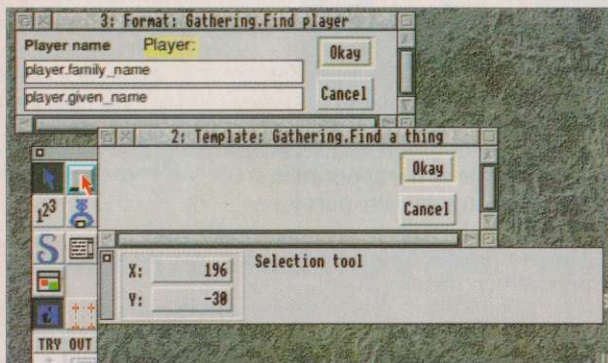 3: Format: Gathering.Find player
Player name Player:
Okay
player.family_name
player.given_name
Cancel
2: Template: Gathering.Find a thing
Okay
Cancel
123
S
X: 196
Selection tool
Y: -30
i
TRY OUT